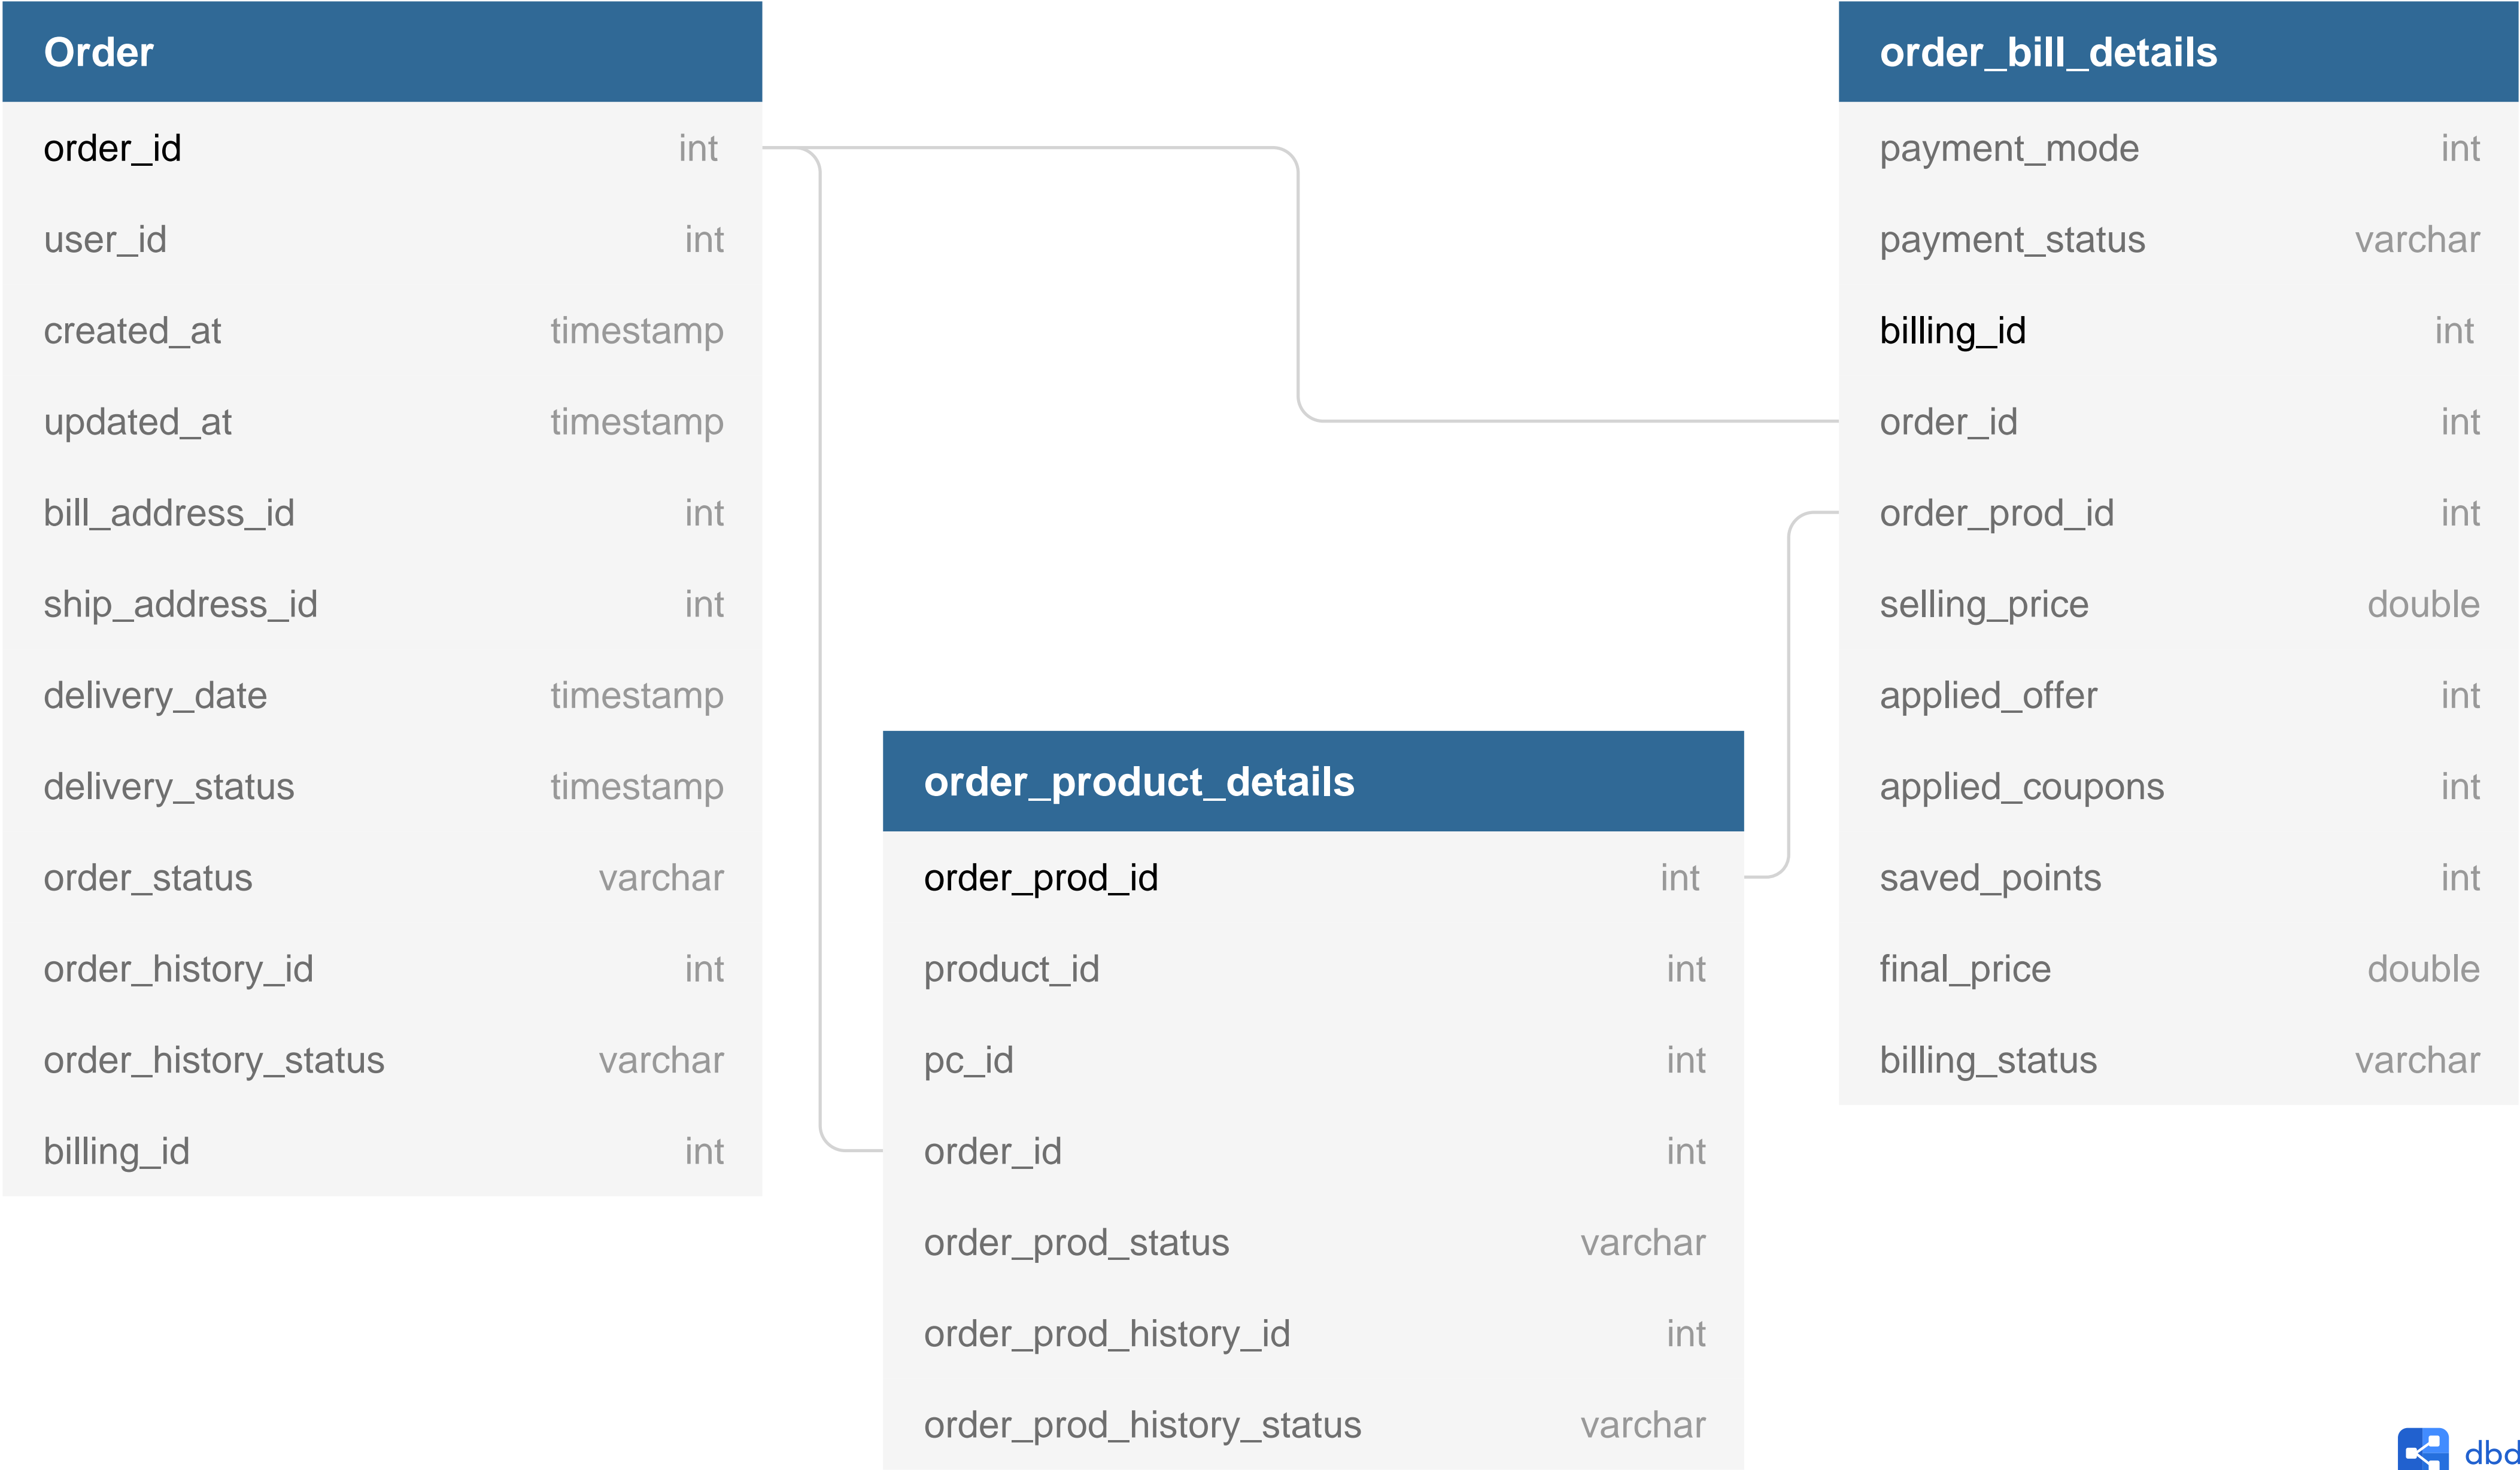 Order
order_id int
user_id int
created_at timestamp
updated_at timestamp
bill_address_id int
ship_address_id int
delivery_date timestamp
delivery_status timestamp
order_status varchar
order_history_id int
order_history_status varchar
billing_id int
order_product_details
order_prod_id int
product_id int
pc_id int
order_id int
order_prod_status varchar
order_prod_history_id int
order_prod_history_status varchar
order_bill_details
payment_mode int
payment_status varchar
billing_id int
order_id int
order_prod_id int
selling_price double
applied_offer int
applied_coupons int
saved_points int
final_price double
billing_status varchar